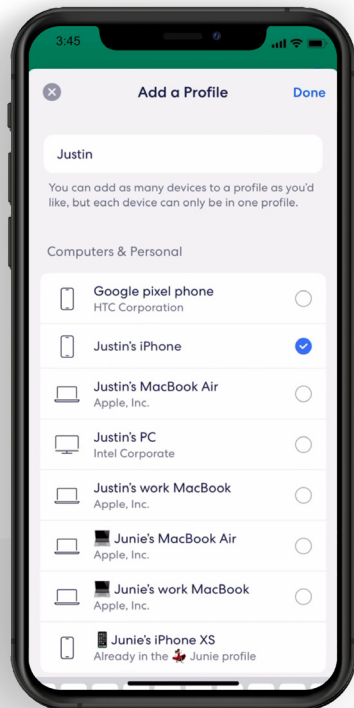 3:45
Add a Profile Done
Justin
You can add as many devices to a profile as you'd
like, but each device can only be in one profile.
Computers & Personal
Google pixel phone
HTC Corporation
Justin's iPhone
Justin's MacBook Air
Apple, Inc.
Justin's PC
Intel Corporate
Justin's work MacBook
Apple, Inc.
💻 Junie's MacBook Air
Apple, Inc.
💻 Junie's work MacBook
Apple, Inc.
📱 Junie's iPhone XS
Already in the 💃 Junie profile